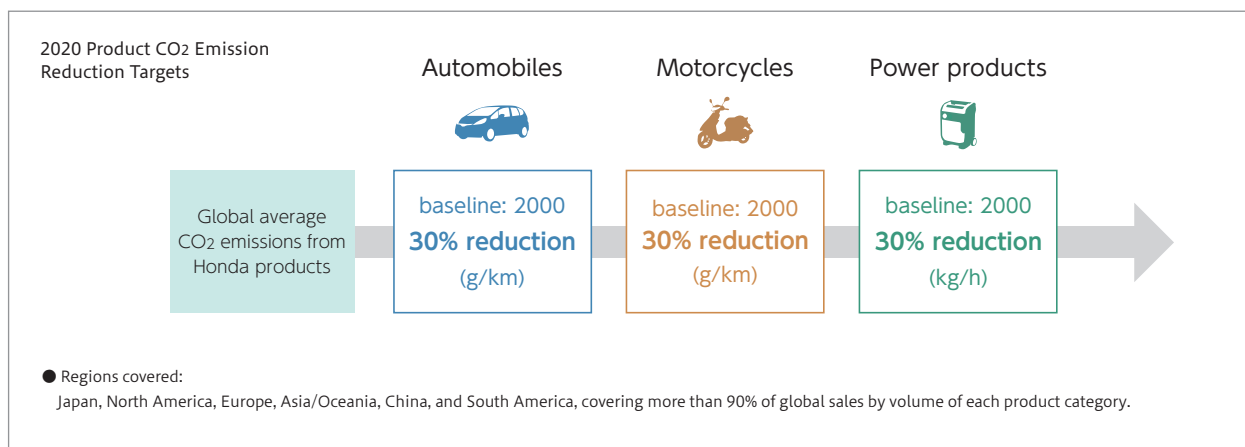 2020 Product CO2 Emission
Reduction Targets
Automobiles
Motorcycles
Power products
Global average
CO2 emissions from
Honda products
baseline: 2000
30% reduction
(g/km)
baseline: 2000
30% reduction
(g/km)
baseline: 2000
30% reduction
(kg/h)
● Regions covered:
Japan, North America, Europe, Asia/Oceania, China, and South America, covering more than 90% of global sales by volume of each product category.